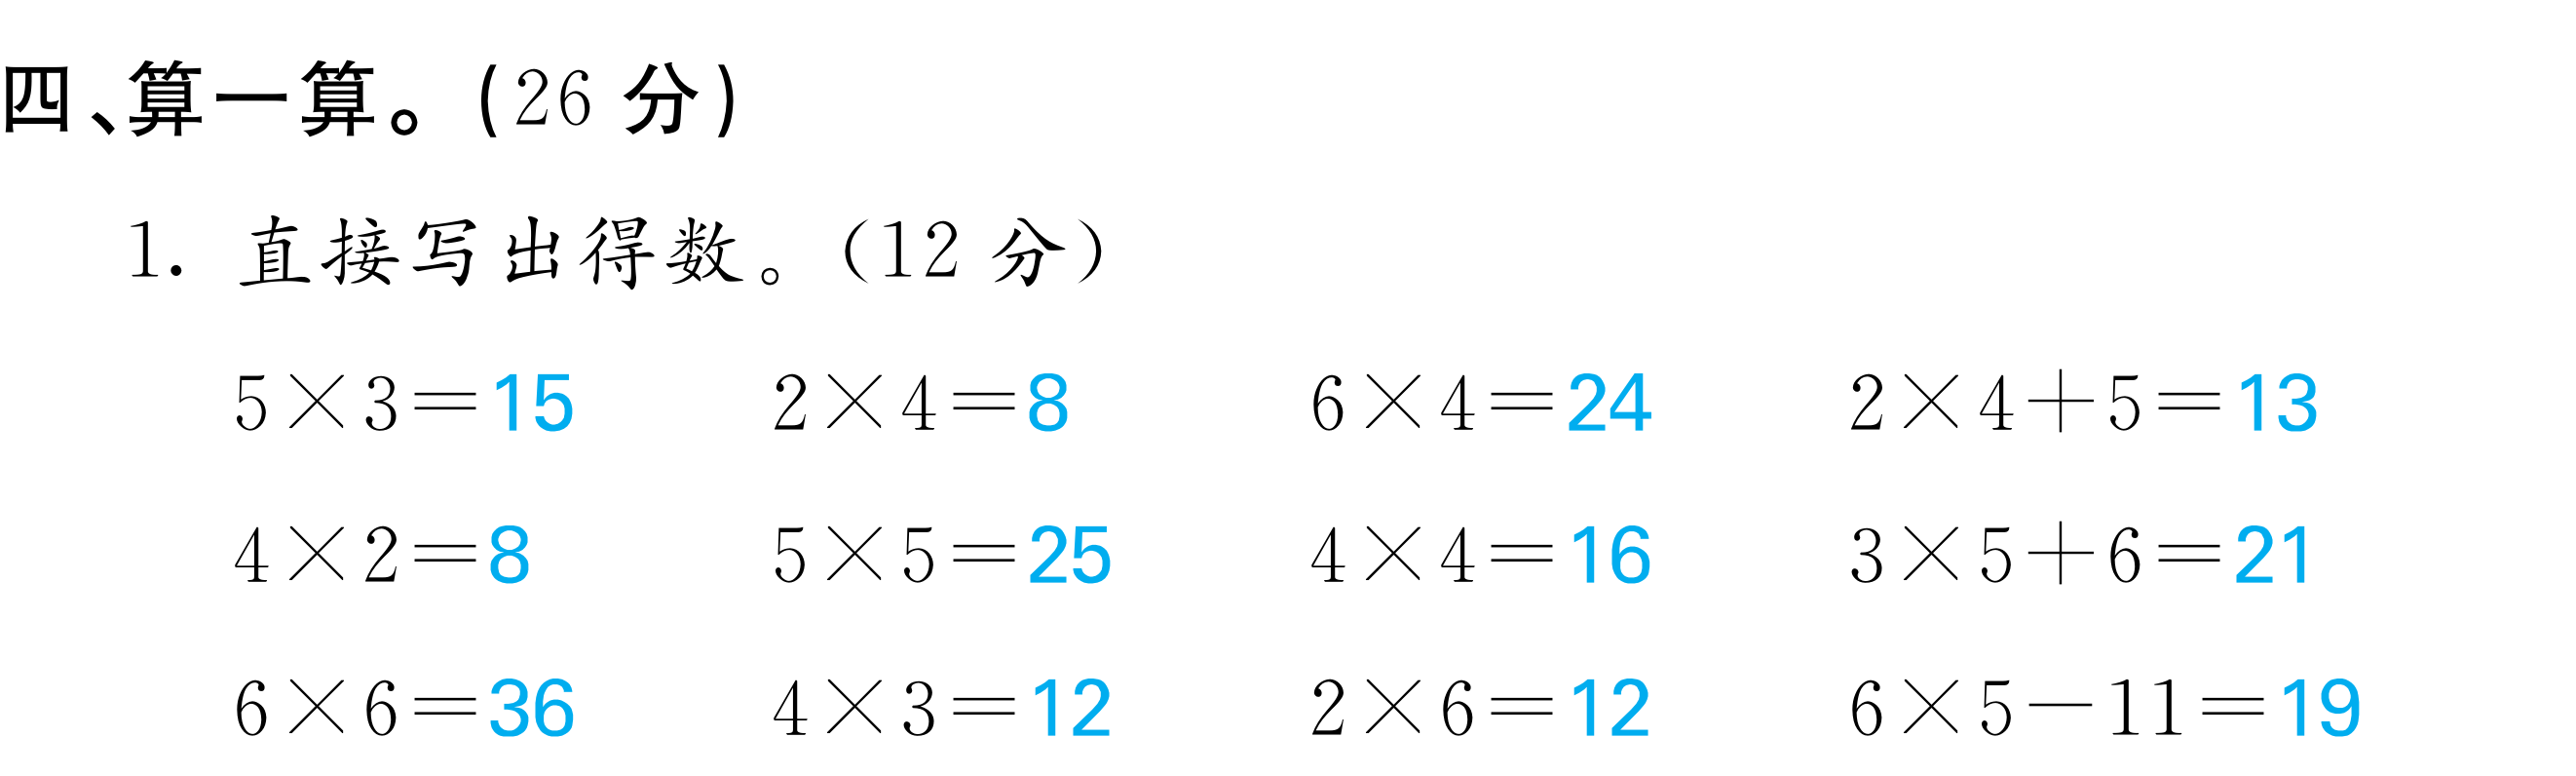 四、算一算。(26 分)
1. 直接写出得数。(12 分)
5×3=15 2×4=8 6×4=24 2×4+5=13
4×2=8 5×5=25 4×4=16 3×5+6=21
6×6=36 4×3=12 2×6=12 6×5-11=19